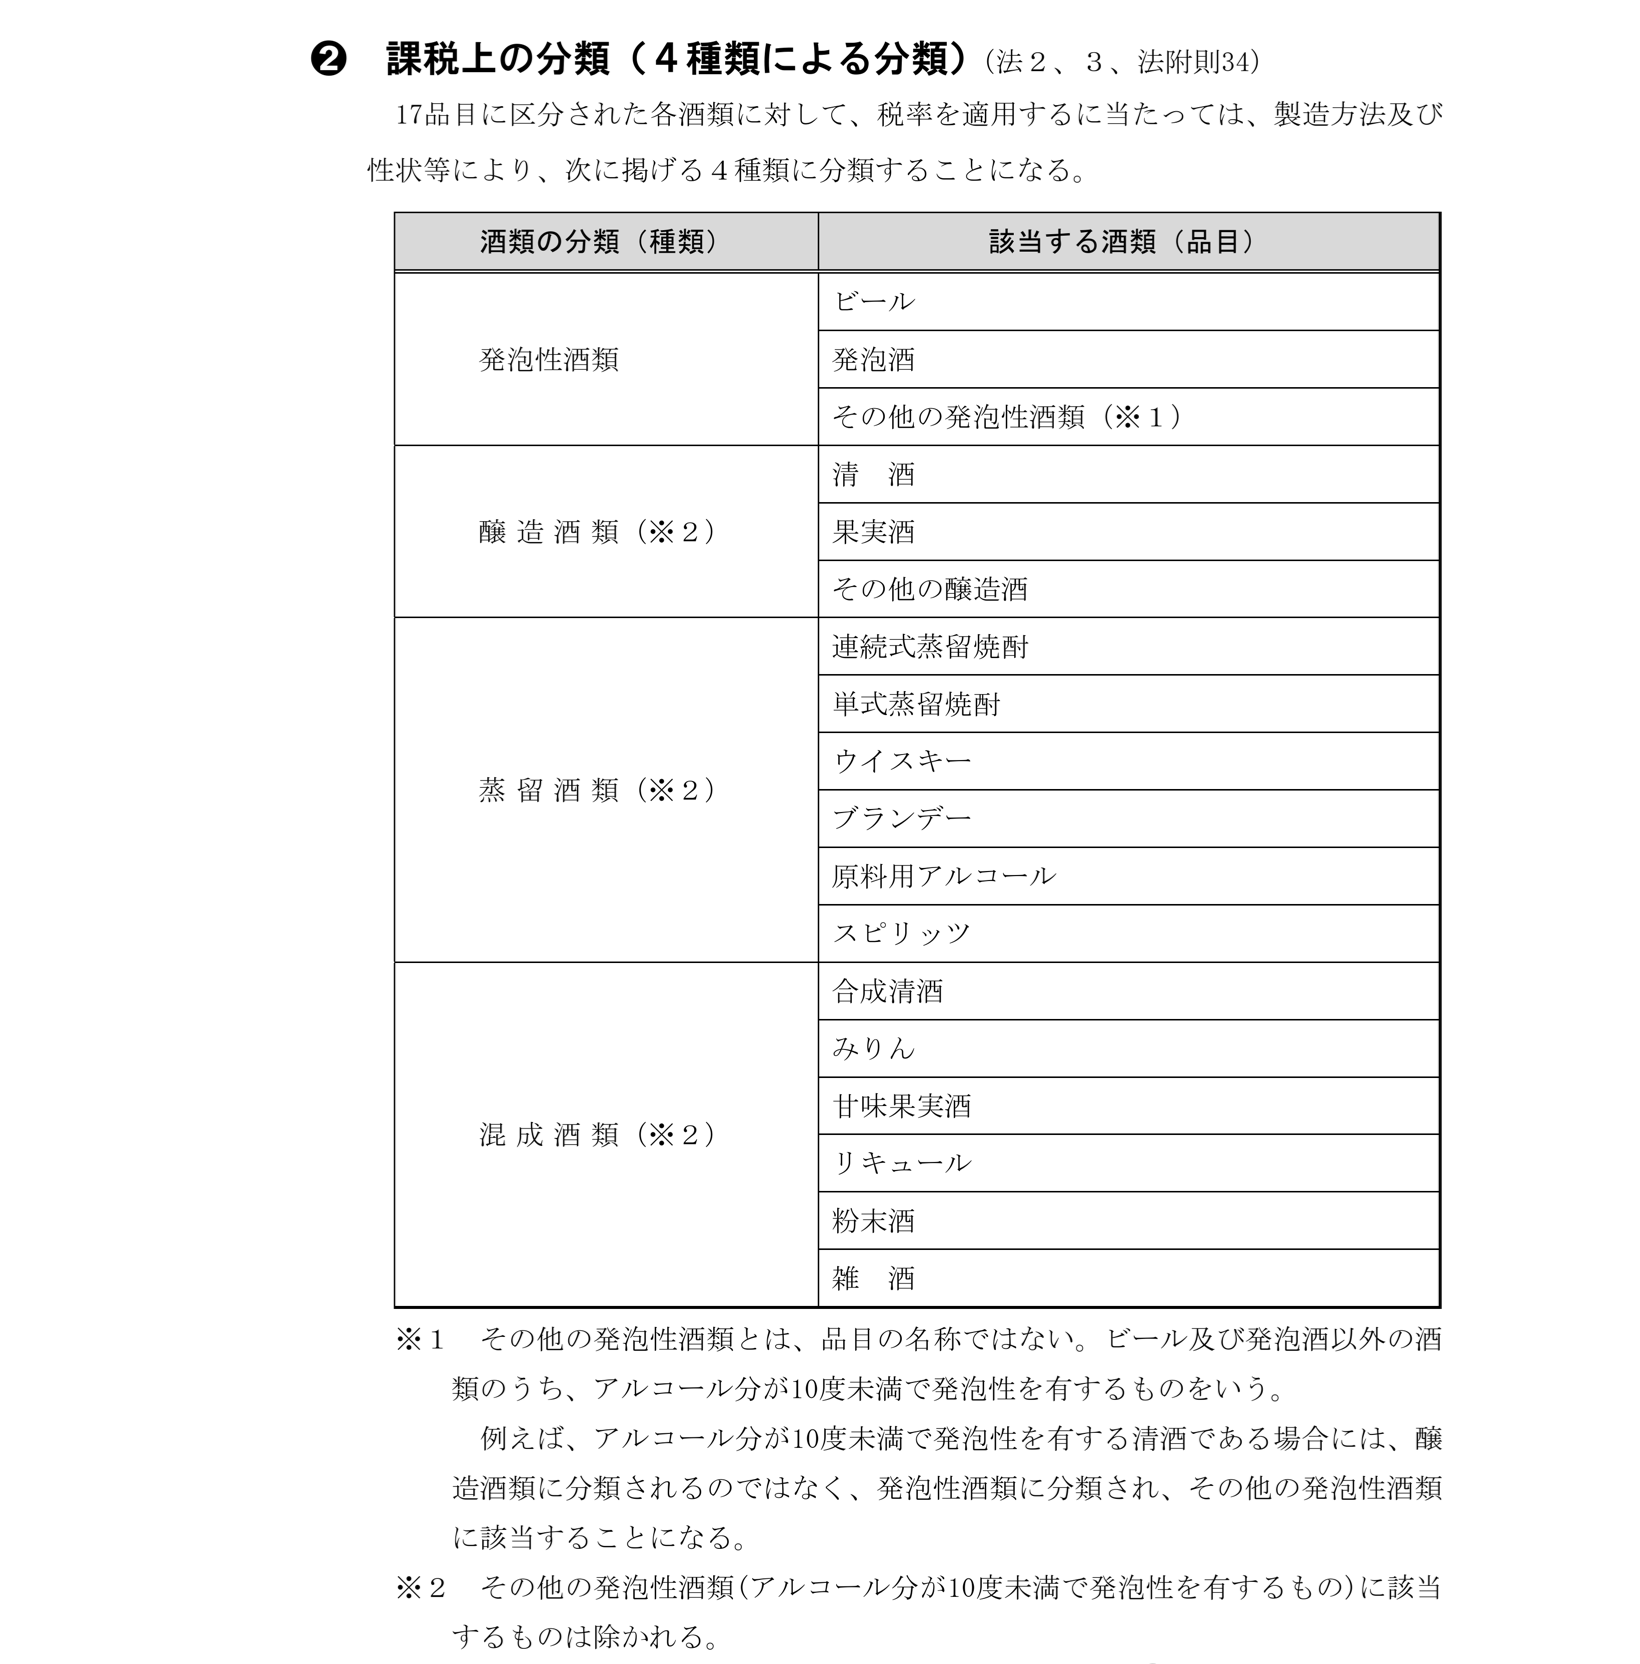 ❷　課税上の分類（４種類による分類）（法２、３、法附則34）
17品目に区分された各酒類に対して、税率を適用するに当たっては、製造方法及び
性状等により、次に掲げる４種類に分類することになる。
酒類の分類（種類）　該当する酒類（品目）
発泡性酒類
ビール
発泡酒
その他の発泡性酒類（※１）
醸造酒類（※２）
清　酒
果実酒
その他の醸造酒
蒸留酒類（※２）
連続式蒸留焼酎
単式蒸留焼酎
ウイスキー
ブランデー
原料用アルコール
スピリッツ
混成酒類（※２）
合成清酒
みりん
甘味果実酒
リキュール
粉末酒
雑　酒
※１　その他の発泡性酒類とは、品目の名称ではない。ビール及び発泡酒以外の酒
類のうち、アルコール分が10度未満で発泡性を有するものをいう。
例えば、アルコール分が10度未満で発泡性を有する清酒である場合には、醸
造酒類に分類されるのではなく、発泡性酒類に分類され、その他の発泡性酒類
に該当することになる。
※２　その他の発泡性酒類（アルコール分が10度未満で発泡性を有するもの）に該当
するものは除かれる。